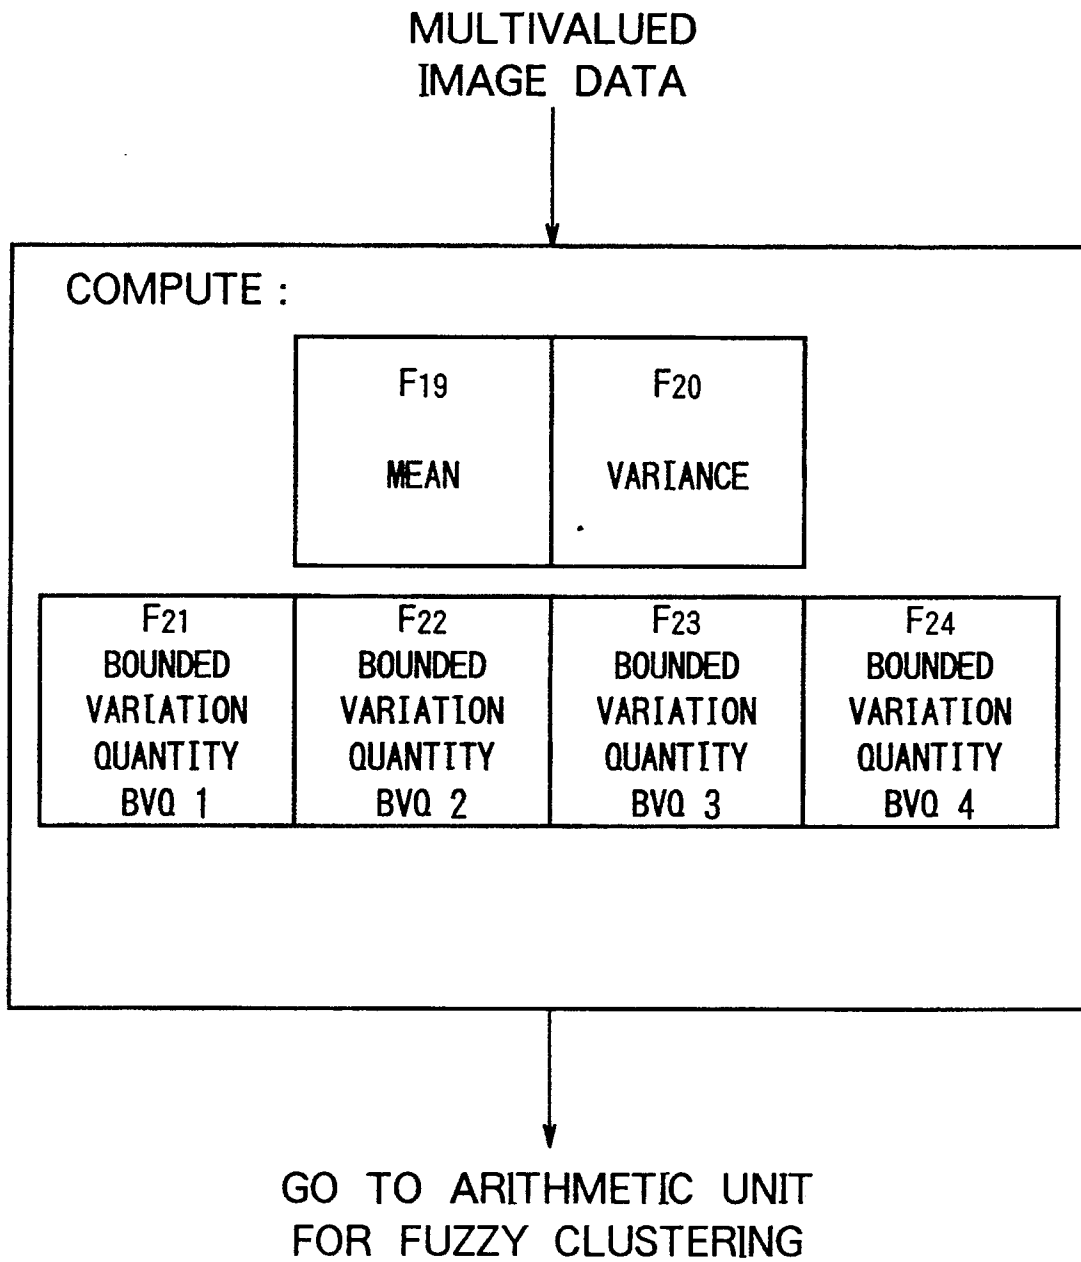 MULTIVALUED
IMAGE DATA
COMPUTE :
F19
MEAN
F20
VARIANCE
F21
BOUNDED
VARIATION
QUANTITY
BVQ 1
F22
BOUNDED
VARIATION
QUANTITY
BVQ 2
F23
BOUNDED
VARIATION
QUANTITY
BVQ 3
F24
BOUNDED
VARIATION
QUANTITY
BVQ 4
GO TO ARITHMETIC UNIT
FOR FUZZY CLUSTERING